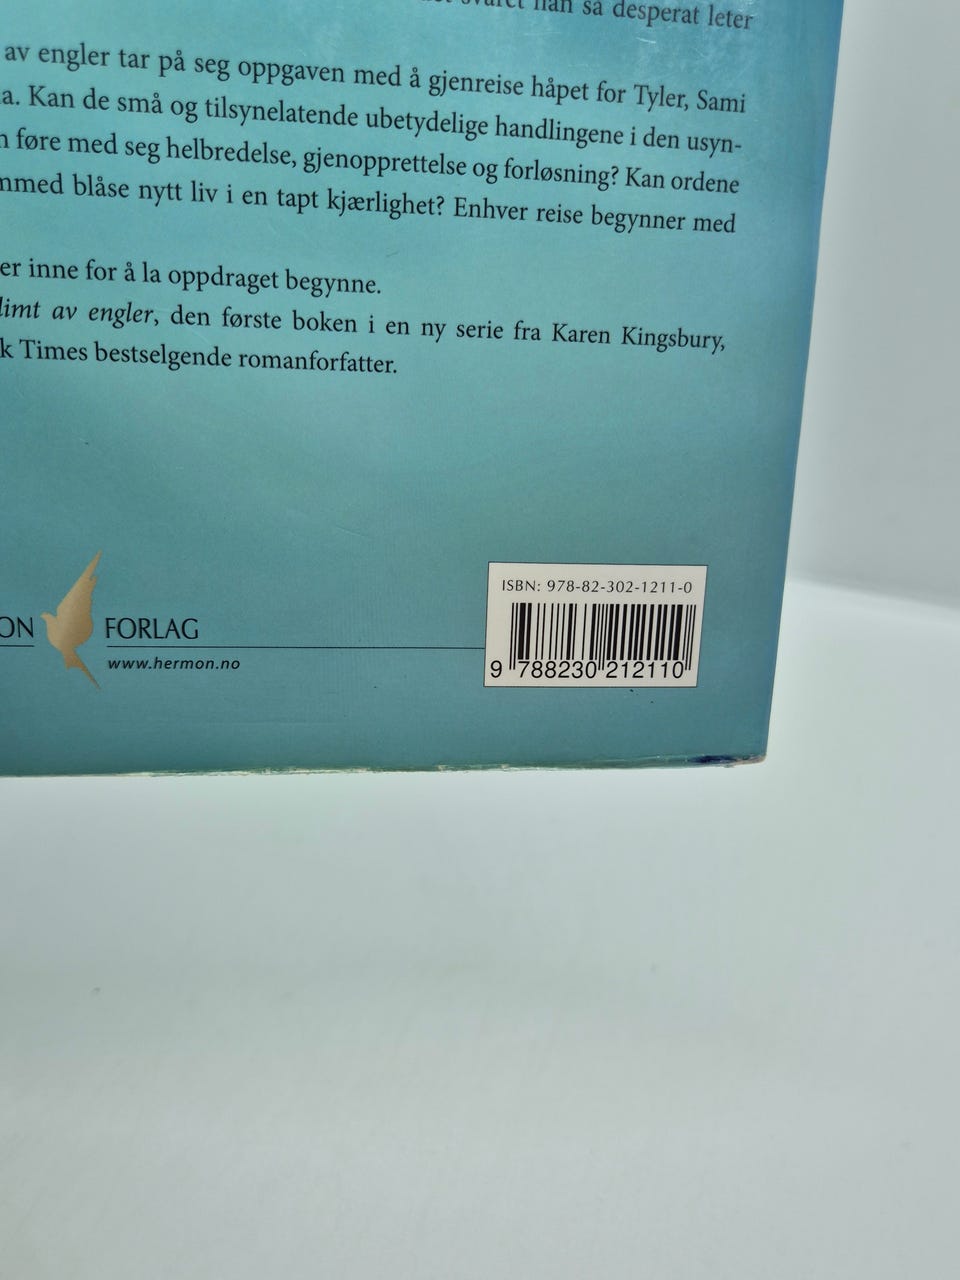 svaret han så desperat leter
av engler tar på seg oppgaven med å gjenreise håpet for Tyler, Sami
a. Kan de små og tilsynelatende ubetydelige handlingene i den usyn-
føre med seg helbredelse, gjenopprettelse og forløsning? Kan ordene
mmed blåse nytt liv i en tapt kjærlighet? Enhver reise begynner med
er inne for å la oppdraget begynne.
limt av engler, den første boken i en ny serie fra Karen Kingsbury,
k Times bestselgende romanforfatter.
ON FORLAG
www.hermon.no
ISBN: 978-82-302-1211-0
9 788230 212110